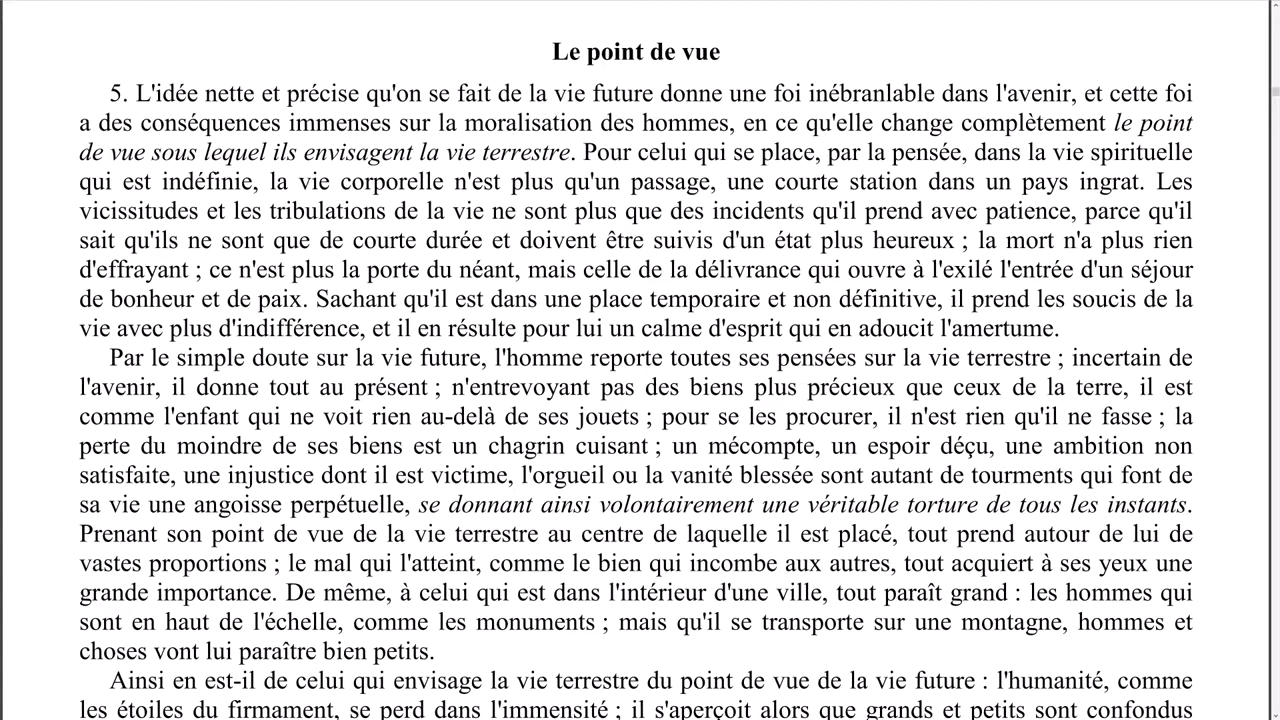 Le point de vue
5. L'idée nette et précise qu'on se fait de la vie future donne une foi inébranlable dans l'avenir, et cette foi
a des conséquences immenses sur la moralisation des hommes, en ce qu'elle change complètement le point
de vue sous lequel ils envisagent la vie terrestre. Pour celui qui se place, par la pensée, dans la vie spirituelle
qui est indéfinie, la vie corporelle n'est plus qu'un passage, une courte station dans un pays ingrat. Les
vicissitudes et les tribulations de la vie ne sont plus que des incidents qu'il prend avec patience, parce qu'il
sait qu'ils ne sont que de courte durée et doivent être suivis d'un état plus heureux ; la mort n'a plus rien
d'effrayant ; ce n'est plus la porte du néant, mais celle de la délivrance qui ouvre à l'exilé l'entrée d'un séjour
de bonheur et de paix. Sachant qu'il est dans une place temporaire et non définitive, il prend les soucis de la
vie avec plus d'indifférence, et il en résulte pour lui un calme d'esprit qui en adoucit l'amertume.
Par le simple doute sur la vie future, l'homme reporte toutes ses pensées sur la vie terrestre ; incertain de
l'avenir, il donne tout au présent ; n'entrevoyant pas des biens plus précieux que ceux de la terre, il est
comme l'enfant qui ne voit rien au-delà de ses jouets ; pour se les procurer, il n'est rien qu'il ne fasse ; la
perte du moindre de ses biens est un chagrin cuisant ; un mécompte, un espoir déçu, une ambition non
satisfaite, une injustice dont il est victime, l'orgueil ou la vanité blessée sont autant de tourments qui font de
sa vie une angoisse perpétuelle, se donnant ainsi volontairement une véritable torture de tous les instants.
Prenant son point de vue de la vie terrestre au centre de laquelle il est placé, tout prend autour de lui de
vastes proportions ; le mal qui l'atteint, comme le bien qui incombe aux autres, tout acquiert à ses yeux une
grande importance. De même, à celui qui est dans l'intérieur d'une ville, tout paraît grand : les hommes qui
sont en haut de l'échelle, comme les monuments ; mais qu'il se transporte sur une montagne, hommes et
choses vont lui paraître bien petits.
Ainsi en est-il de celui qui envisage la vie terrestre du point de vue de la vie future : l'humanité, comme
les étoiles du firmament, se perd dans l'immensité ; il s'aperçoit alors que grands et petits sont confondus